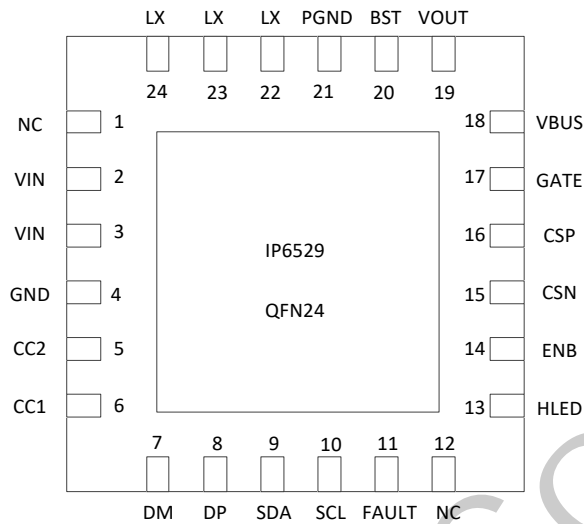 LX LX LX PGND BST VOUT
24 23 22 21 20 19
NC 1 18 VBUS
VIN 2 17 GATE
VIN 3 16 CSP
IP6529
GND 4 15 CSN
QFN24
CC2 5 14 ENB
CC1 6 13 HLED
7 8 9 10 11 12
DM DP SDA SCL FAULT NC